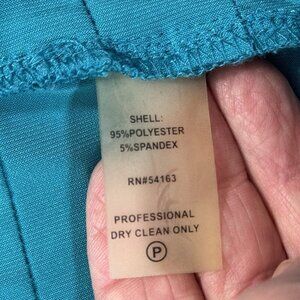 SHELL:
95%POLYESTER
5%SPANDEX
RN#54163
PROFESSIONAL
DRY CLEAN ONLY
P